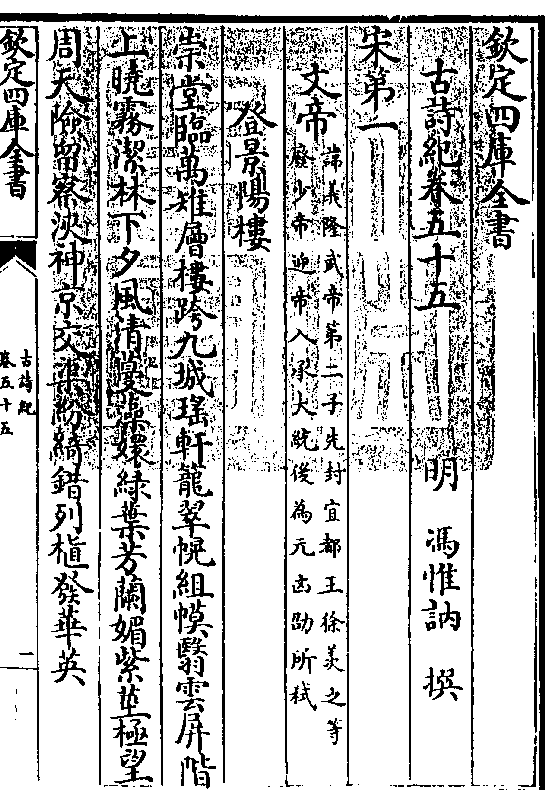 欽定四庫全書
古詩紀卷五十五
明 馮惟訥 撰
宋第一
文帝 諱義隆武帝第二子先封宜都王徐羨之等
廢少帝迎帝入承大統後為元凶劭所弒
登景陽樓
崇堂臨萬雉層樓跨九城瑤軒籠翠幌組幙翳雲屏階
上曉露潔林下夕風清蔓藻嬛綠葉芳蘭媚紫莖極望
周天險留察浹神京交渠紛綺錯列植發華英
欽定四庫全書
古詩紀
卷五十五
一